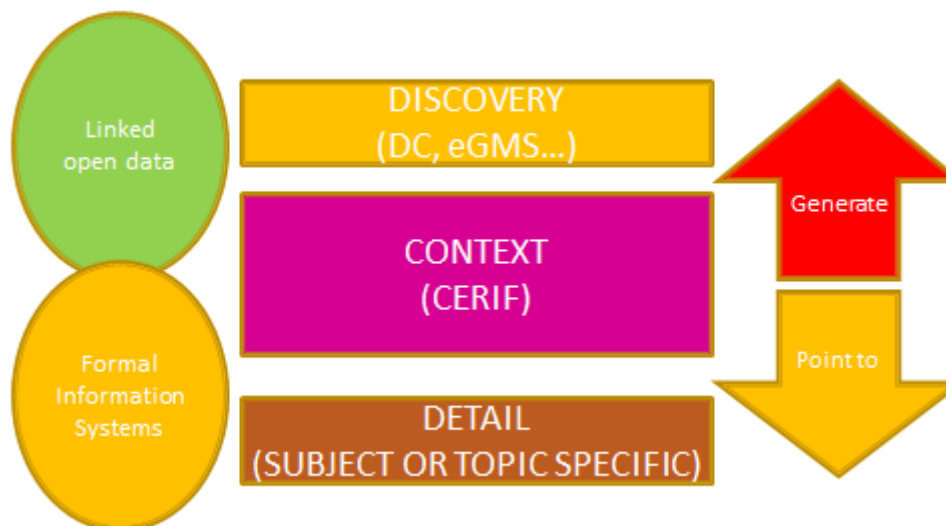 Linked
open data
DISCOVERY
(DC, eGMS...)
Generate
CONTEXT
(CERIF)
Formal
Information
Systems
Point to
DETAIL
(SUBJECT OR TOPIC SPECIFIC)